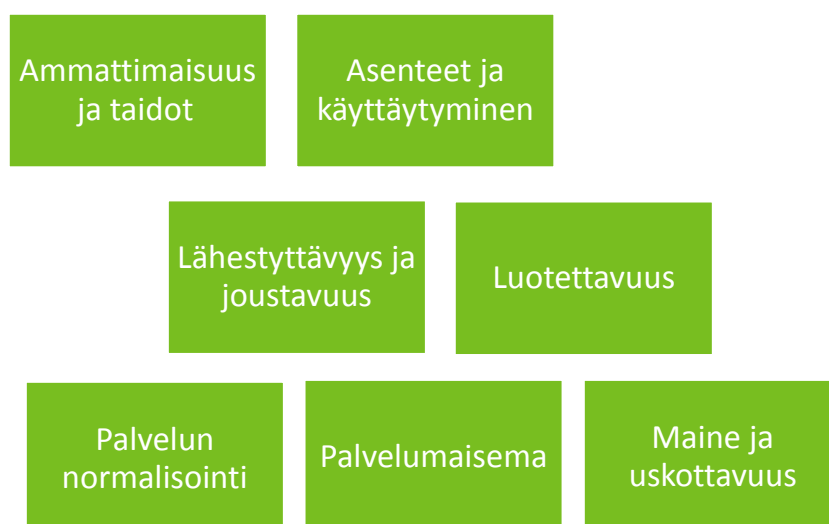 Ammattimaisuus
ja taidot
Asenteet ja
käyttäytyminen
Lähestyttävyys ja
joustavuus
Luotettavuus
Palvelun
normalisointi
Palvelumaisema
Maine ja
uskottavuus